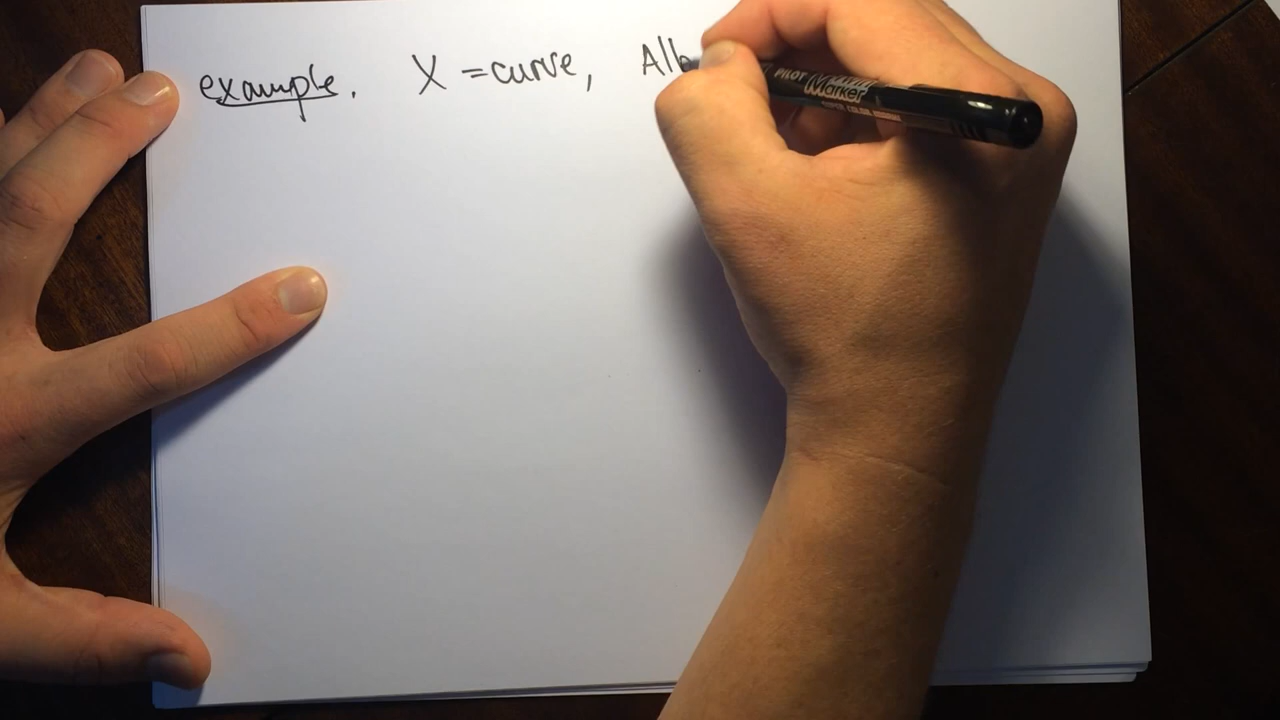 example. X = curve, Alb
PILOT
Marker